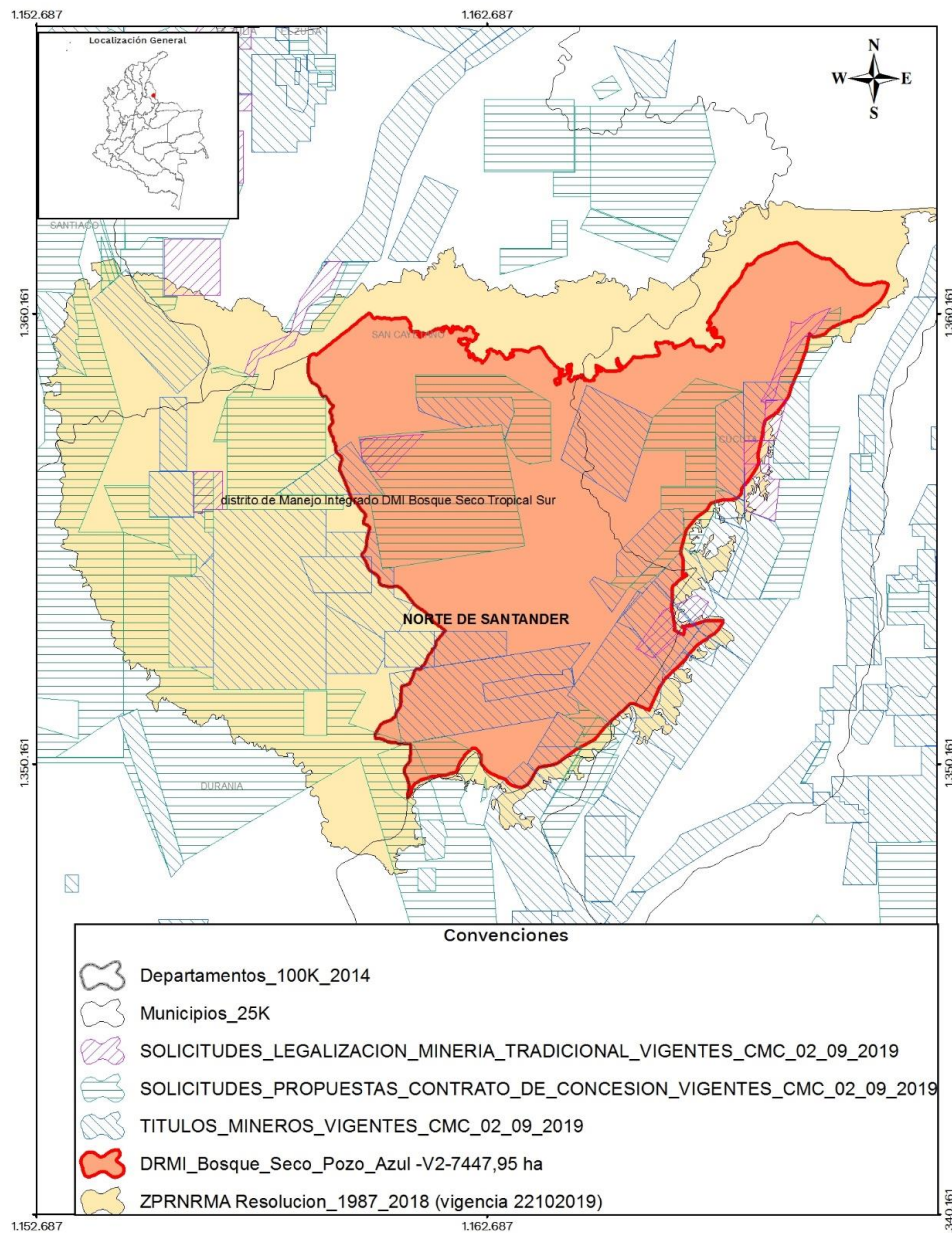 1.152.687
1.162.687
Localización General
N
W
E
S
SANTIAGO
1.360.161
1.360.161
SAN CAYETANO
CÚCUTA
distrito de Manejo Integrado DMI Bosque Seco Tropical Sur
NORTE DE SANTANDER
1.350.161
1.350.161
DURANIA
Convenciones
Departamentos_100K_2014
Municipios_25K
SOLICITUDES_LEGALIZACION_MINERIA_TRADICIONAL_VIGENTES_CMC_02_09_2019
SOLICITUDES_PROPUESTAS_CONTRATO_DE_CONCESION_VIGENTES_CMC_02_09_2019
TITULOS_MINEROS_VIGENTES_CMC_02_09_2019
DRMI_Bosque_Seco_Pozo_Azul -V2-7447,95 ha
ZPRNRMA Resolucion_1987_2018 (vigencia 22102019)
340.161
1.152.687
1.162.687